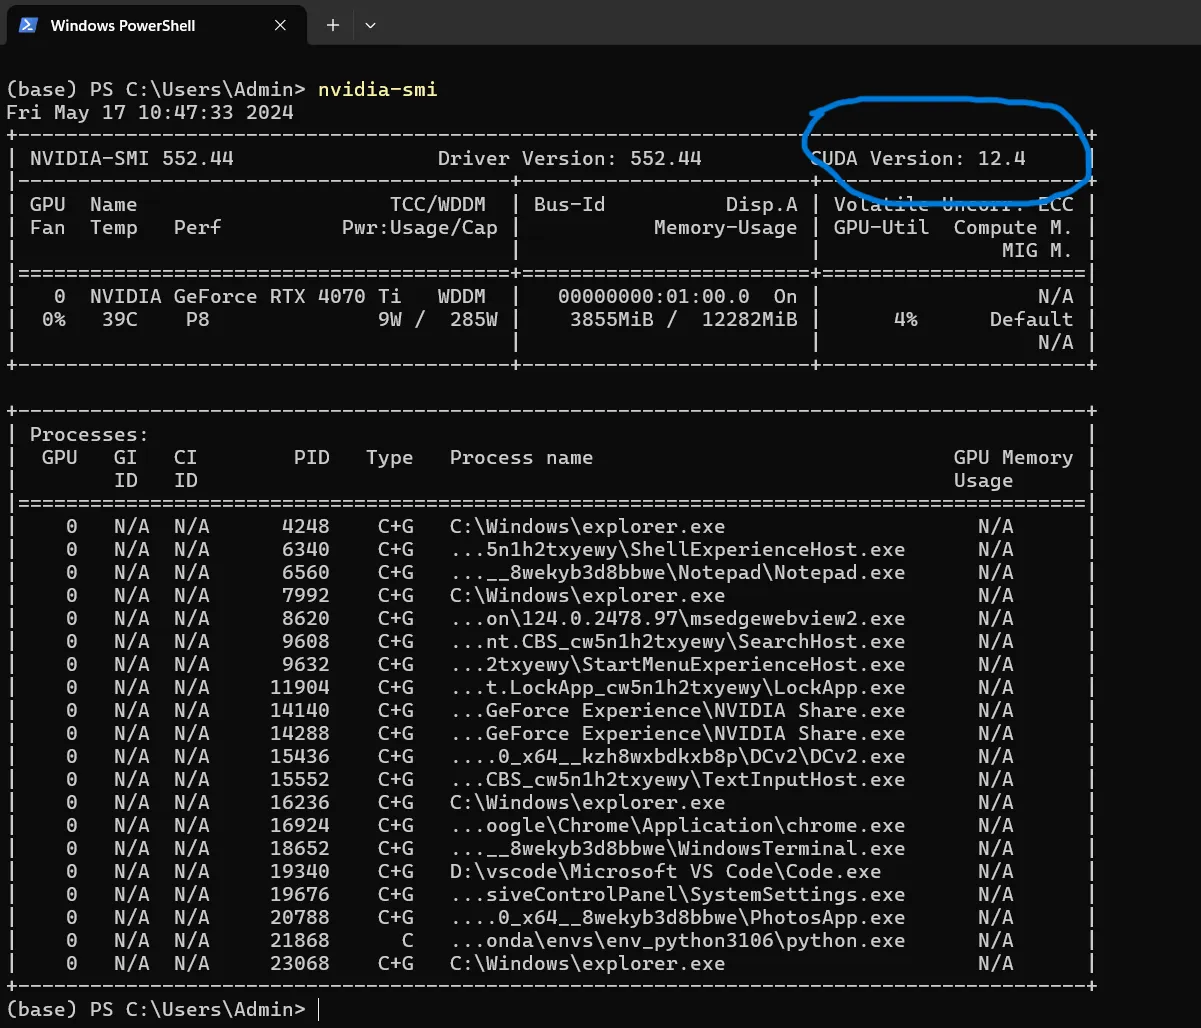 Windows PowerShell
(base) PS C:\Users\Admin> nvidia-smi
Fri May 17 10:47:33 2024
+-----------------------------------------------------------------------------------------+
| NVIDIA-SMI 552.44                 Driver Version: 552.44         CUDA Version: 12.4     |
|-----------------------------------------+------------------------+----------------------+
| GPU  Name                     TCC/WDDM  | Bus-Id          Disp.A | Volatile Uncorr. ECC |
| Fan  Temp   Perf          Pwr:Usage/Cap |           Memory-Usage | GPU-Util  Compute M. |
|                                         |                        |               MIG M. |
|=========================================+========================+======================|
|   0  NVIDIA GeForce RTX 4070 Ti   WDDM  |   00000000:01:00.0  On |                  N/A |
|  0%   39C    P8              9W /  285W |    3855MiB /  12282MiB |      4%      Default |
|                                         |                        |                  N/A |
+-----------------------------------------+------------------------+----------------------+
+-----------------------------------------------------------------------------------------+
| Processes:                                                                              |
|  GPU   GI   CI        PID   Type   Process name                              GPU Memory |
|        ID   ID                                                               Usage      |
|=========================================================================================|
|    0   N/A  N/A      4248    C+G   C:\Windows\explorer.exe                     N/A      |
|    0   N/A  N/A      6340    C+G   ...5n1h2txyewy\ShellExperienceHost.exe      N/A      |
|    0   N/A  N/A      6560    C+G   ...__8wekyb3d8bbwe\Notepad\Notepad.exe      N/A      |
|    0   N/A  N/A      7992    C+G   C:\Windows\explorer.exe                     N/A      |
|    0   N/A  N/A      8620    C+G   ...on\124.0.2478.97\msedgewebview2.exe      N/A      |
|    0   N/A  N/A      9608    C+G   ...nt.CBS_cw5n1h2txyewy\SearchHost.exe      N/A      |
|    0   N/A  N/A      9632    C+G   ...2txyewy\StartMenuExperienceHost.exe      N/A      |
|    0   N/A  N/A     11904    C+G   ...t.LockApp_cw5n1h2txyewy\LockApp.exe      N/A      |
|    0   N/A  N/A     14140    C+G   ...GeForce Experience\NVIDIA Share.exe      N/A      |
|    0   N/A  N/A     14288    C+G   ...GeForce Experience\NVIDIA Share.exe      N/A      |
|    0   N/A  N/A     15436    C+G   ....0_x64__kzh8wxbdkxb8p\DCv2\DCv2.exe      N/A      |
|    0   N/A  N/A     15552    C+G   ...CBS_cw5n1h2txyewy\TextInputHost.exe      N/A      |
|    0   N/A  N/A     16236    C+G   C:\Windows\explorer.exe                     N/A      |
|    0   N/A  N/A     16924    C+G   ...oogle\Chrome\Application\chrome.exe      N/A      |
|    0   N/A  N/A     18652    C+G   ...__8wekyb3d8bbwe\WindowsTerminal.exe      N/A      |
|    0   N/A  N/A     19340    C+G   D:\vscode\Microsoft VS Code\Code.exe        N/A      |
|    0   N/A  N/A     19676    C+G   ...siveControlPanel\SystemSettings.exe      N/A      |
|    0   N/A  N/A     20788    C+G   ....0_x64__8wekyb3d8bbwe\PhotosApp.exe      N/A      |
|    0   N/A  N/A     21868      C   ...onda\envs\env_python3106\python.exe      N/A      |
|    0   N/A  N/A     23068    C+G   C:\Windows\explorer.exe                     N/A      |
+-----------------------------------------------------------------------------------------+
(base) PS C:\Users\Admin>